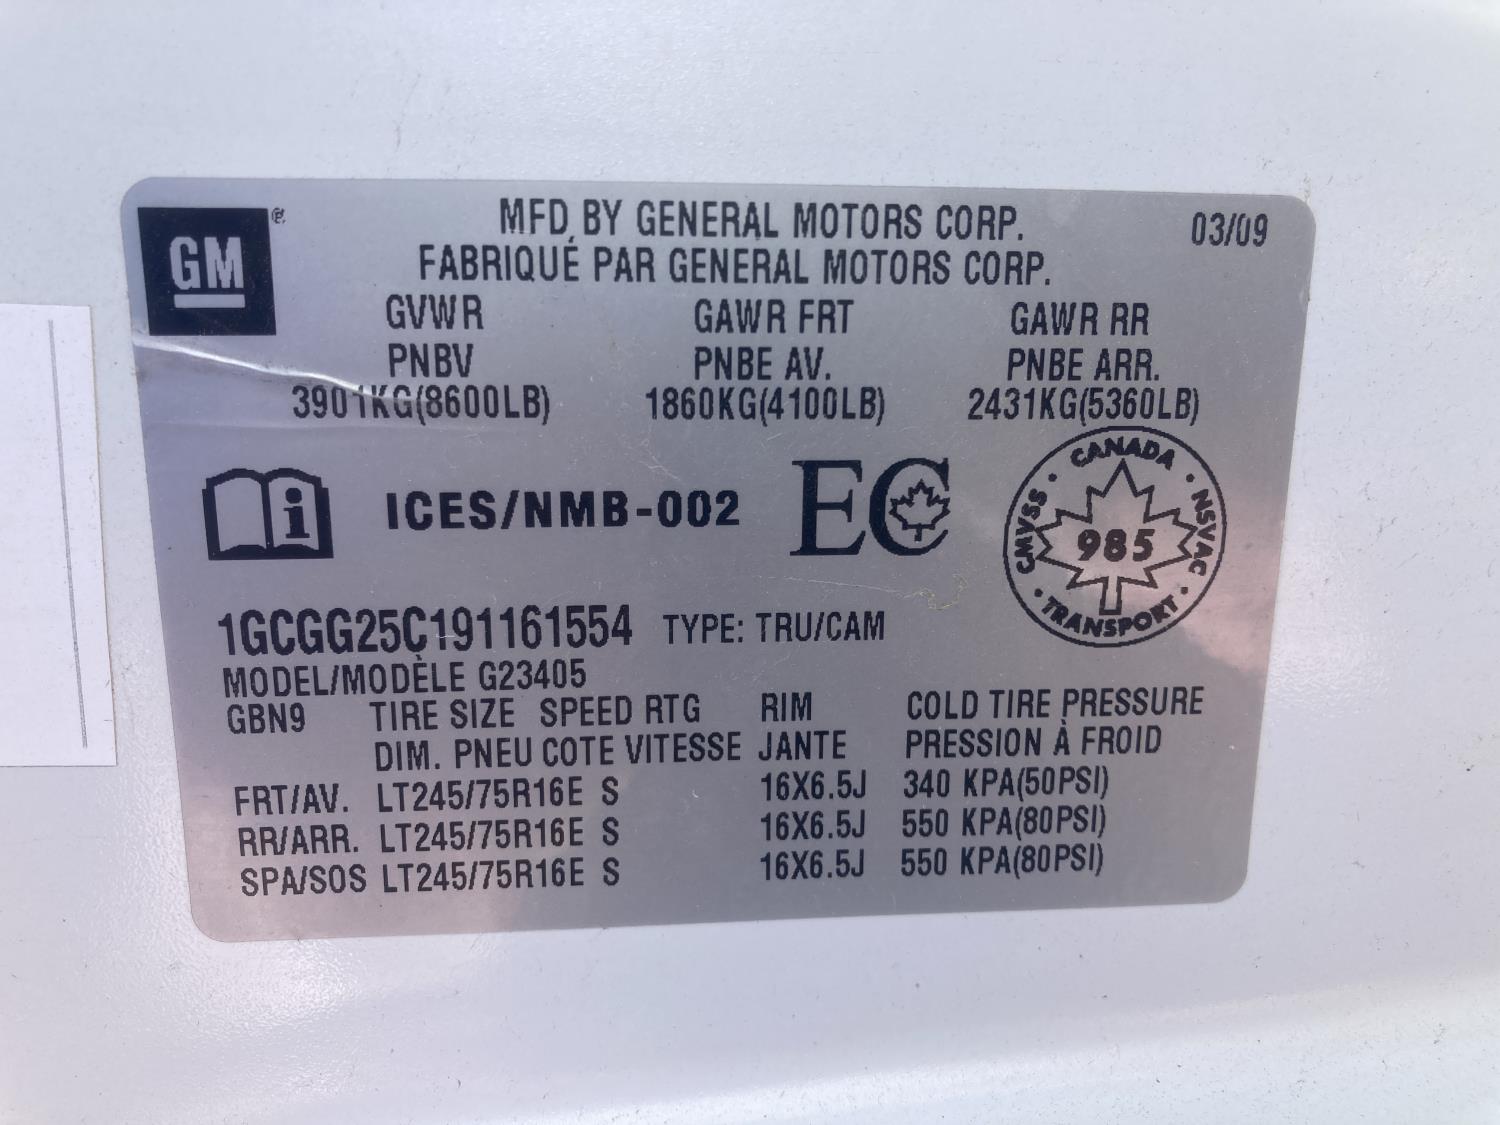 GM ®
MFD BY GENERAL MOTORS CORP. 03/09
FABRIQUÉ PAR GENERAL MOTORS CORP.
GVWR GAWR FRT GAWR RR
PNBV PNBE AV. PNBE ARR.
3901KG(8600LB) 1860KG(4100LB) 2431KG(5360LB)
ICES/NMB-002 EC
CANADA
CMVSS 985 NSVAC
TRANSPORT
1GCGG25C191161554 TYPE: TRU/CAM
MODEL/MODÈLE G23405
GBN9 TIRE SIZE SPEED RTG RIM COLD TIRE PRESSURE
DIM. PNEU COTE VITESSE JANTE PRESSION À FROID
FRT/AV. LT245/75R16E S 16X6.5J 340 KPA(50PSI)
RR/ARR. LT245/75R16E S 16X6.5J 550 KPA(80PSI)
SPA/SOS LT245/75R16E S 16X6.5J 550 KPA(80PSI)